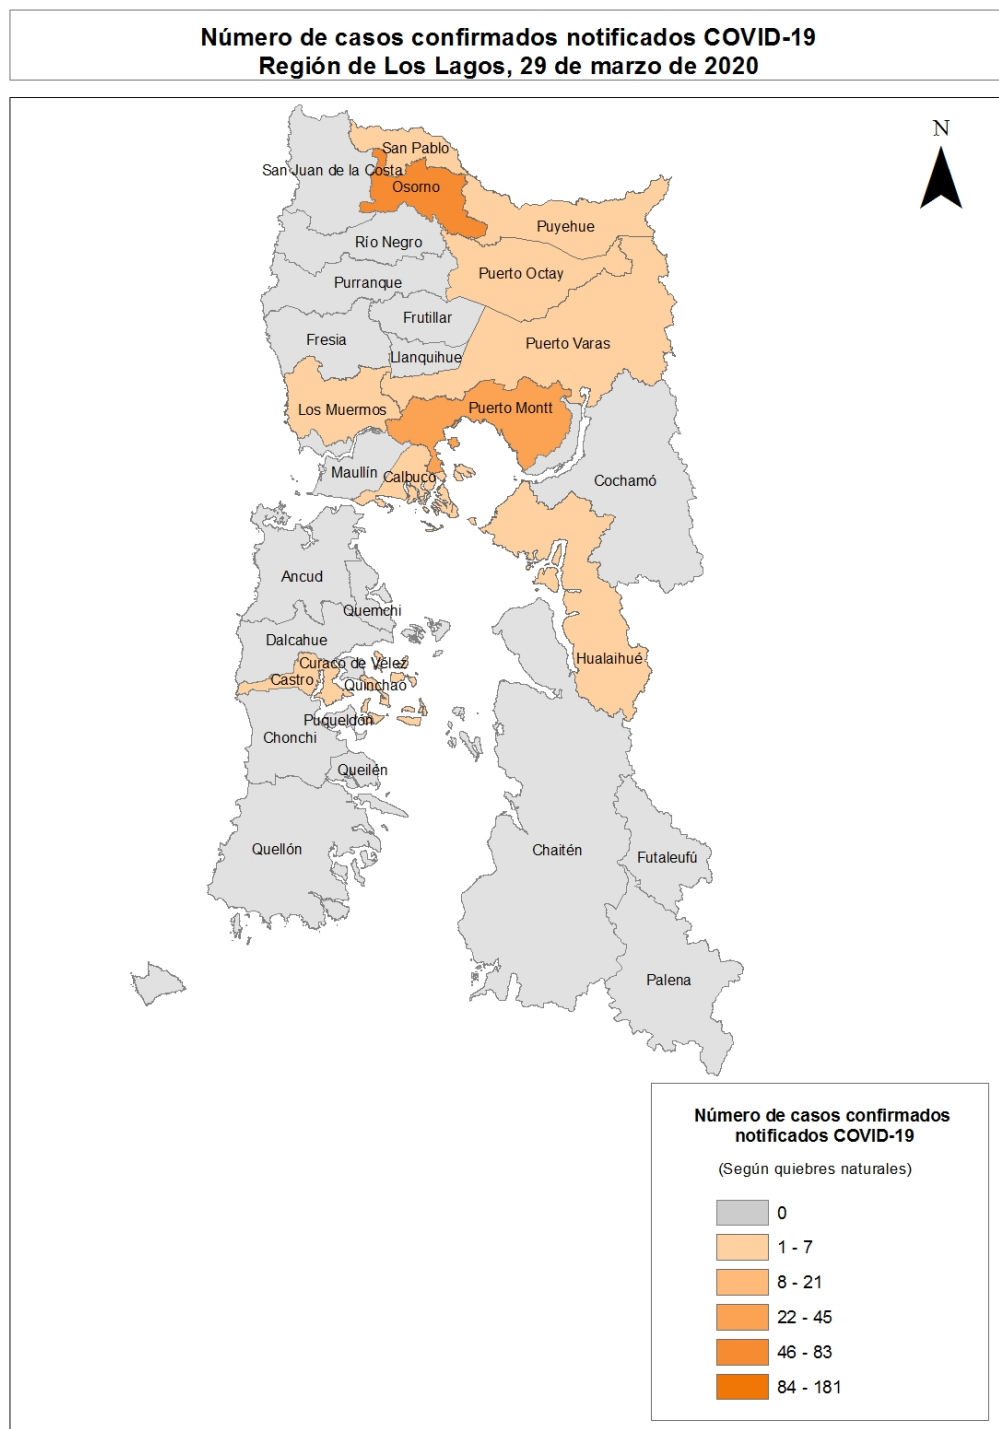 Número de casos confirmados notificados COVID-19
Región de Los Lagos, 29 de marzo de 2020
N
San Pablo
San Juan de la Costa
Osorno
Puyehue
Río Negro
Puerto Octay
Purranque
Frutillar
Fresia
Puerto Varas
Llanquihue
Los Muermos
Puerto Montt
Maullín
Calbuco
Cochamó
Ancud
Quemchi
Dalcahue
Curaco de Vélez
Hualaihué
Castro
Quinchao
Puqueldón
Chonchi
Queilén
Quellón
Chaitén
Futaleufú
Palena
Número de casos confirmados
notificados COVID-19
(Según quiebres naturales)
0
1 - 7
8 - 21
22 - 45
46 - 83
84 - 181